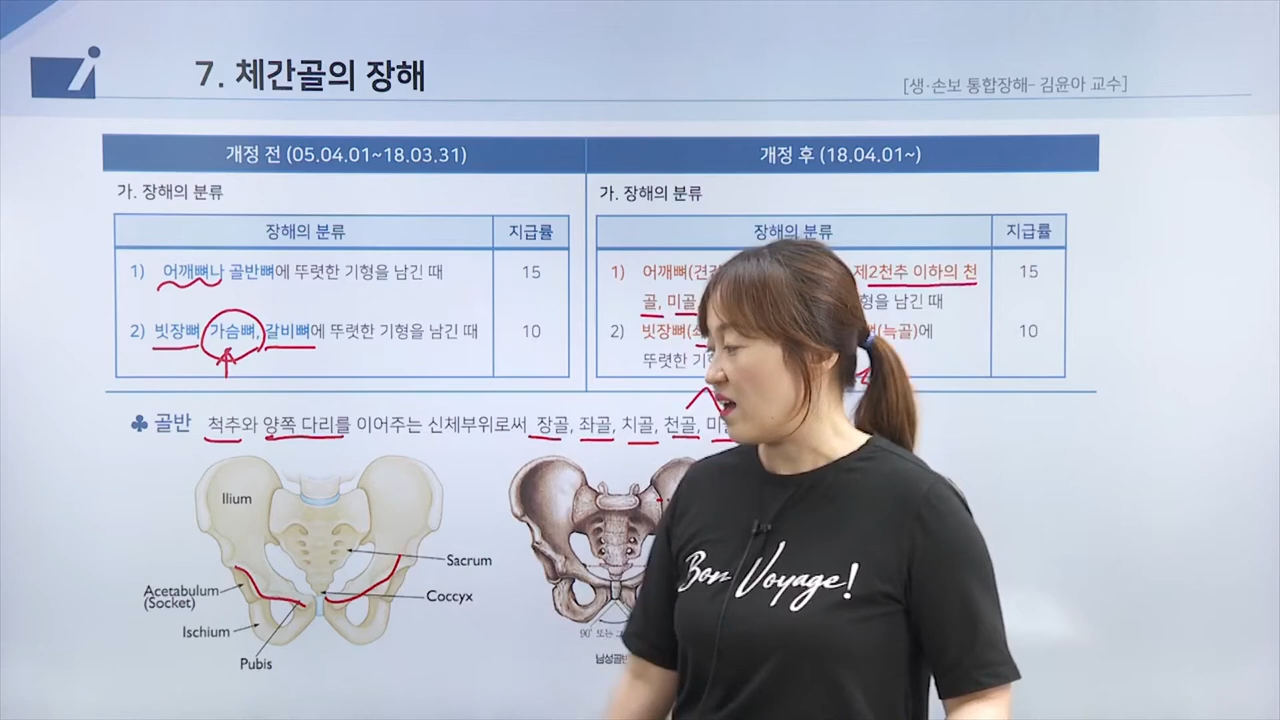 7. 체간골의 장해
[생·손보 통합장해- 김윤아 교수]
개정 전 (05.04.01~18.03.31)
가. 장해의 분류
장해의 분류 지급률
1) 어깨뼈나 골반뼈에 뚜렷한 기형을 남긴 때 15
2) 빗장뼈, 가슴뼈, 갈비뼈에 뚜렷한 기형을 남긴 때 10
개정 후 (18.04.01~)
가. 장해의 분류
장해의 분류 지급률
1) 어깨뼈( 제2천추 이하의 천 15
골, 미골 을 남긴 때
2) 빗장뼈( (늑골)에 10
뚜렷한
♣ 골반 척추와 양쪽 다리를 이어주는 신체부위로써 장골, 좌골, 치골, 천골,
Ilium
Sacrum
Acetabulum
(Socket)
Coccyx
Ischium
Pubis
90° 또는
남성골반
Bon Voyage!